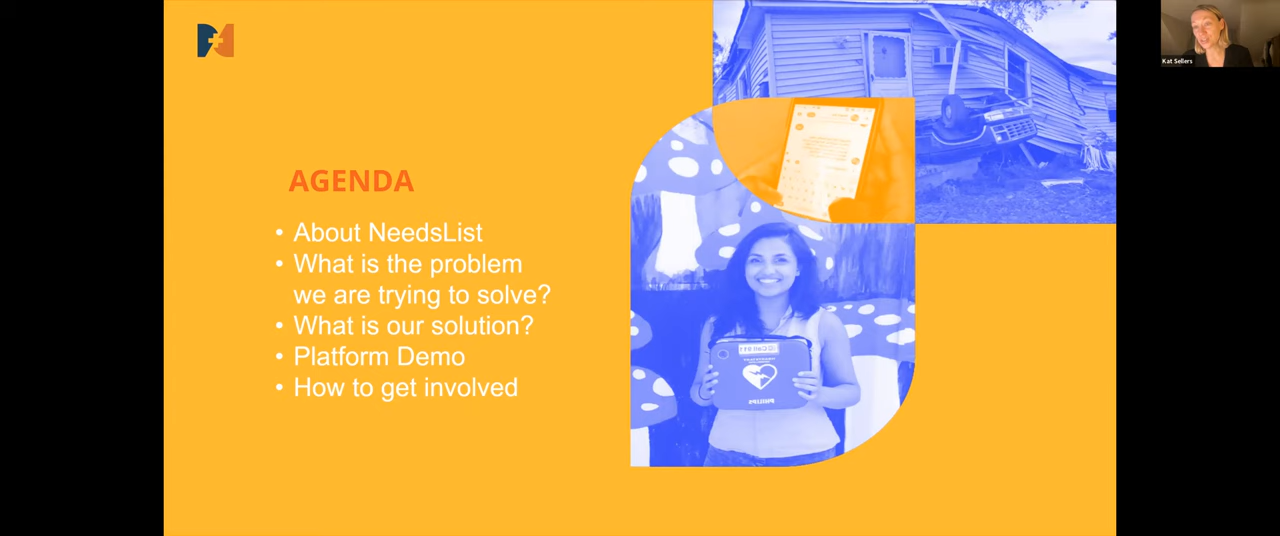 AGENDA
• About NeedsList
• What is the problem
we are trying to solve?
• What is our solution?
• Platform Demo
• How to get involved
PHILIPS
Kat Sellers